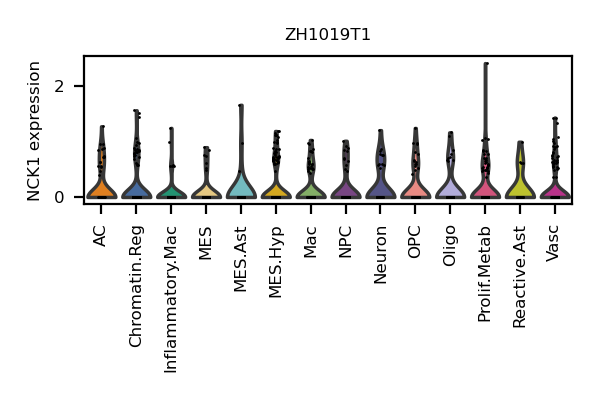 ZH1019T1
NCK1 expression
2
0
AC
Chromatin.Reg
Inflammatory.Mac
MES
MES.Ast
MES.Hyp
Mac
NPC
Neuron
OPC
Oligo
Prolif.Metab
Reactive.Ast
Vasc